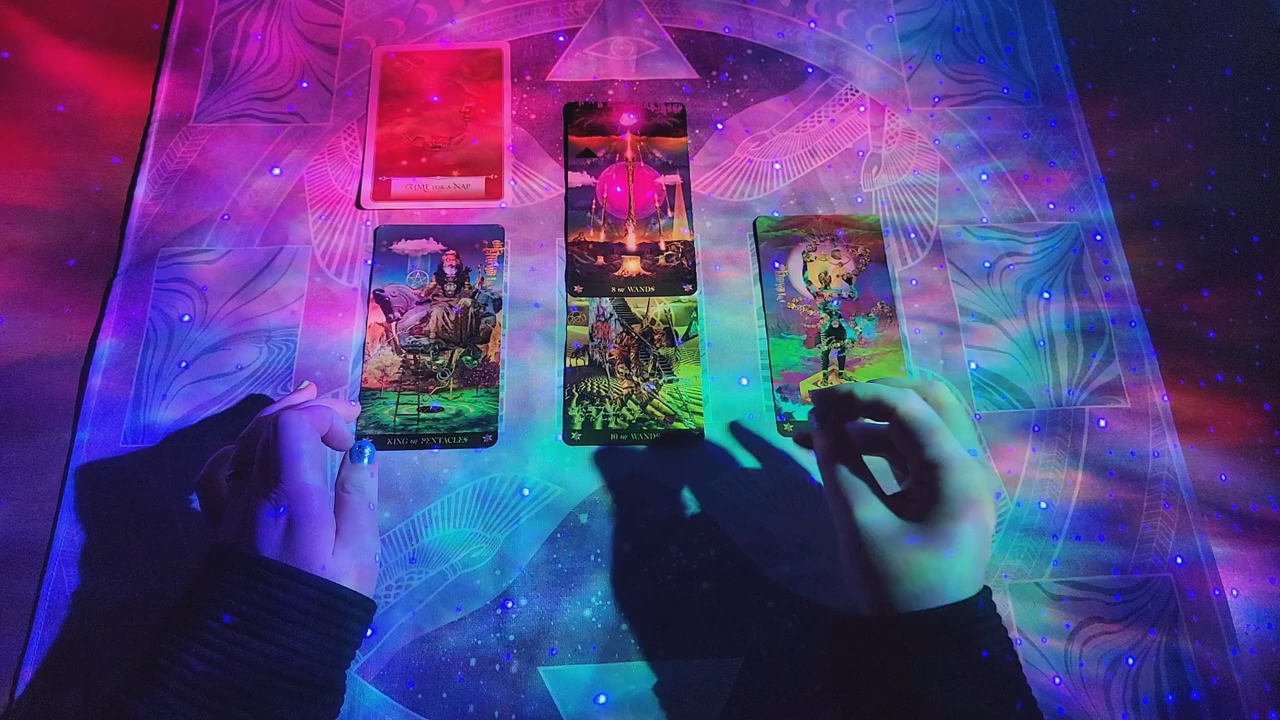 TIME FOR A NAP
8 OF WANDS
KING OF PENTACLES
10 OF WANDS